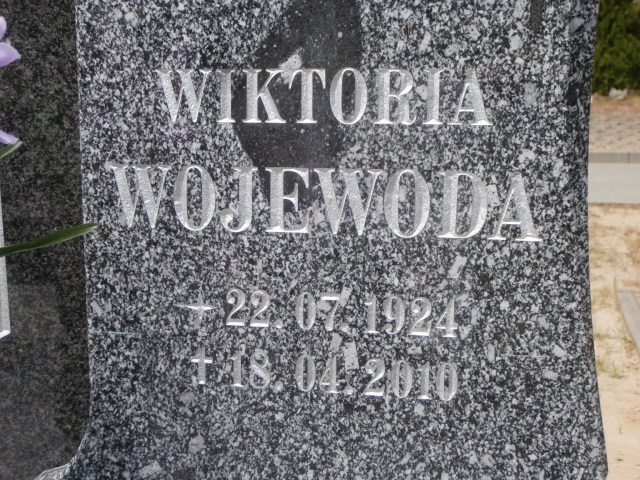 WIKTORIA
WOJEWODA
* 22. 07. 1924
† 18. 04. 2010